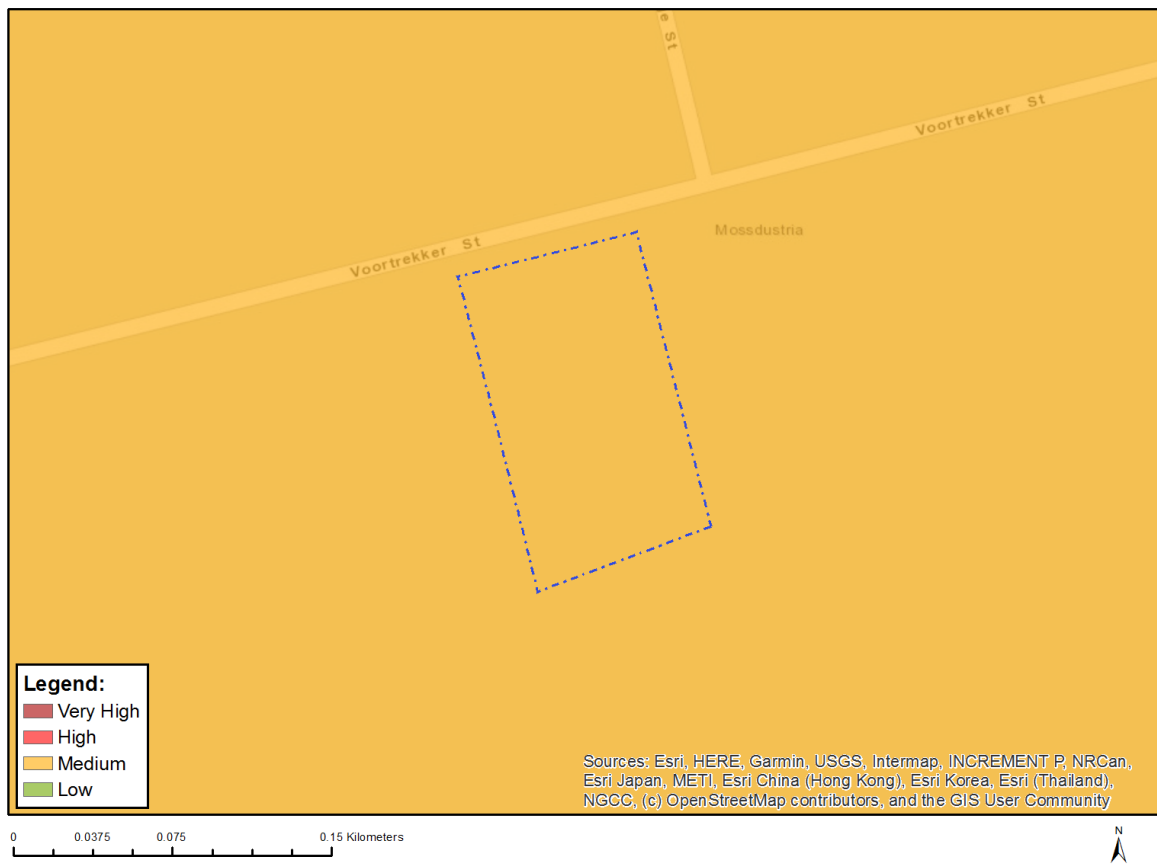 e St
Voortrekker St
Mossdustria
Voortrekker St
Legend:
Very High
High
Medium
Low
Sources: Esri, HERE, Garmin, USGS, Intermap, INCREMENT P, NRCan,
Esri Japan, METI, Esri China (Hong Kong), Esri Korea, Esri (Thailand),
NGCC, (c) OpenStreetMap contributors, and the GIS User Community
0 0.0375 0.075 0.15 Kilometers
N